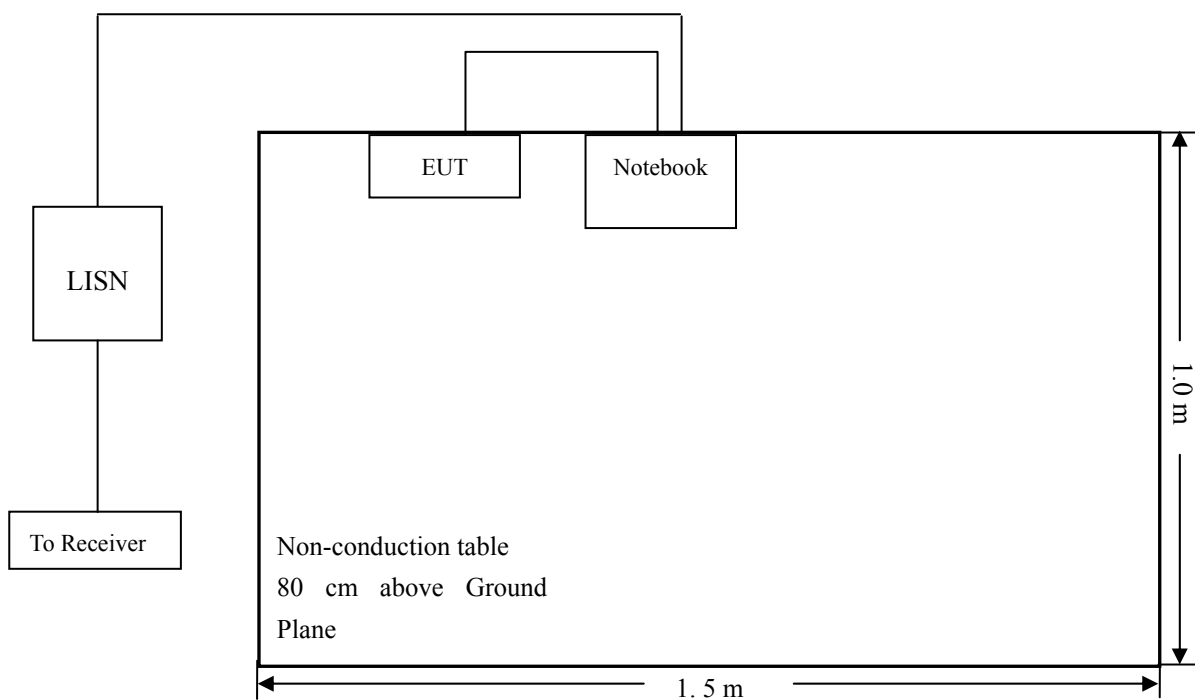 EUT
Notebook
LISN
1.0 m
To Receiver
Non-conduction table
80 cm above Ground
Plane
1. 5 m